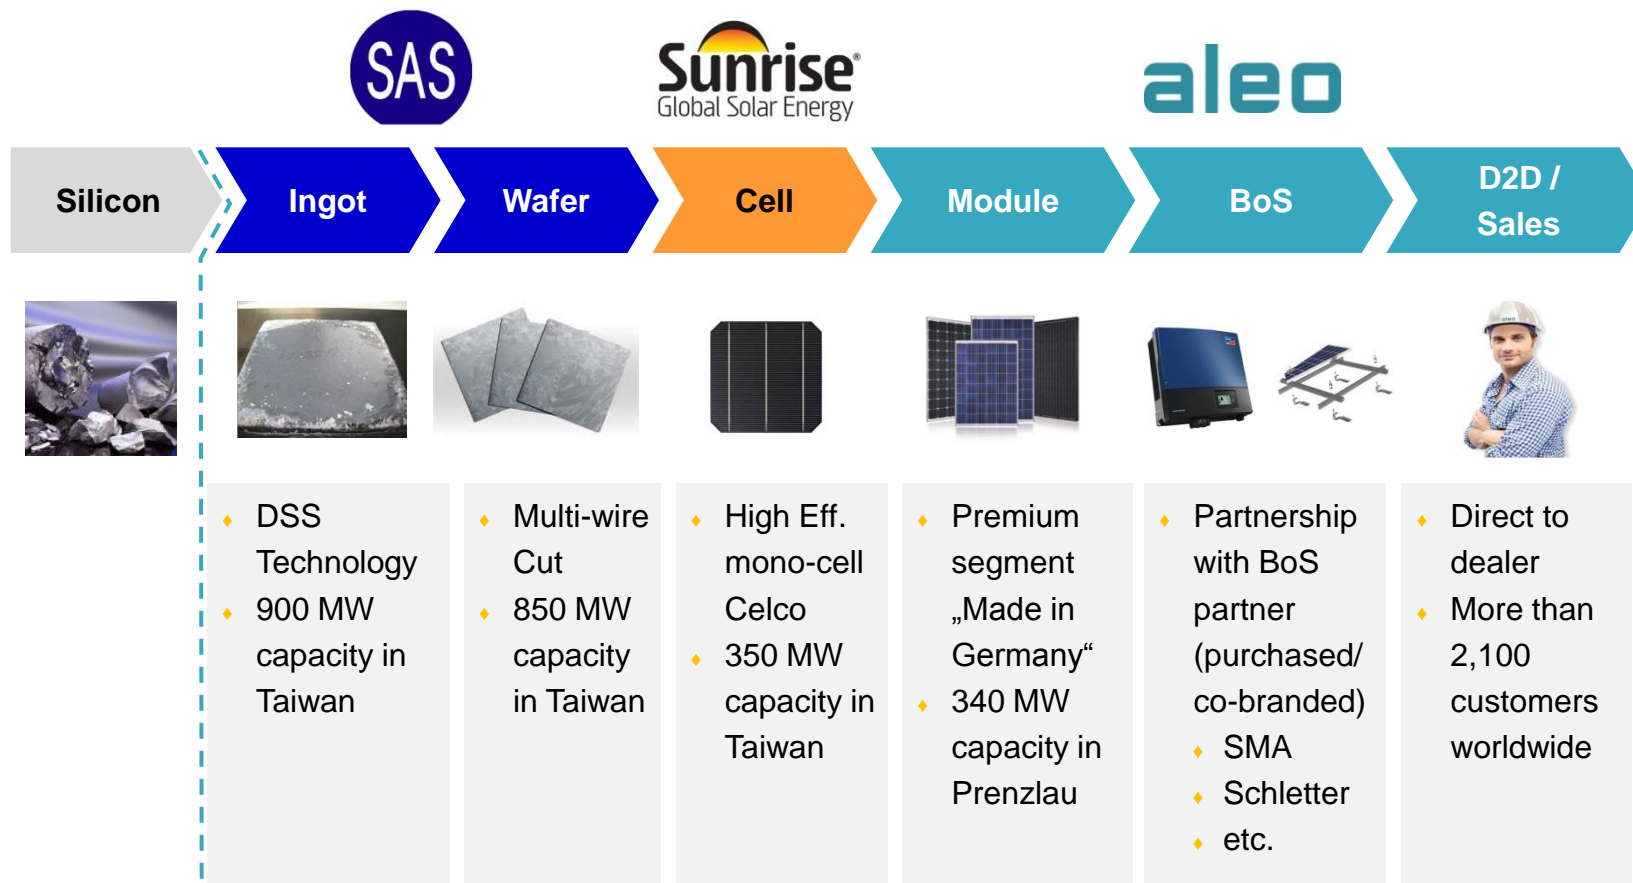 SAS
Sunrise®
Global Solar Energy
aleo
Silicon
Ingot
Wafer
Cell
Module
BoS
D2D /
Sales
aleo
♦ DSS
Technology
♦ 900 MW
capacity in
Taiwan
♦ Multi-wire
Cut
♦ 850 MW
capacity
in Taiwan
♦ High Eff.
mono-cell
Celco
♦ 350 MW
capacity in
Taiwan
♦ Premium
segment
„Made in
Germany“
♦ 340 MW
capacity in
Prenzlau
♦ Partnership
with BoS
partner
(purchased/
co-branded)
♦ SMA
♦ Schletter
♦ etc.
♦ Direct to
dealer
♦ More than
2,100
customers
worldwide